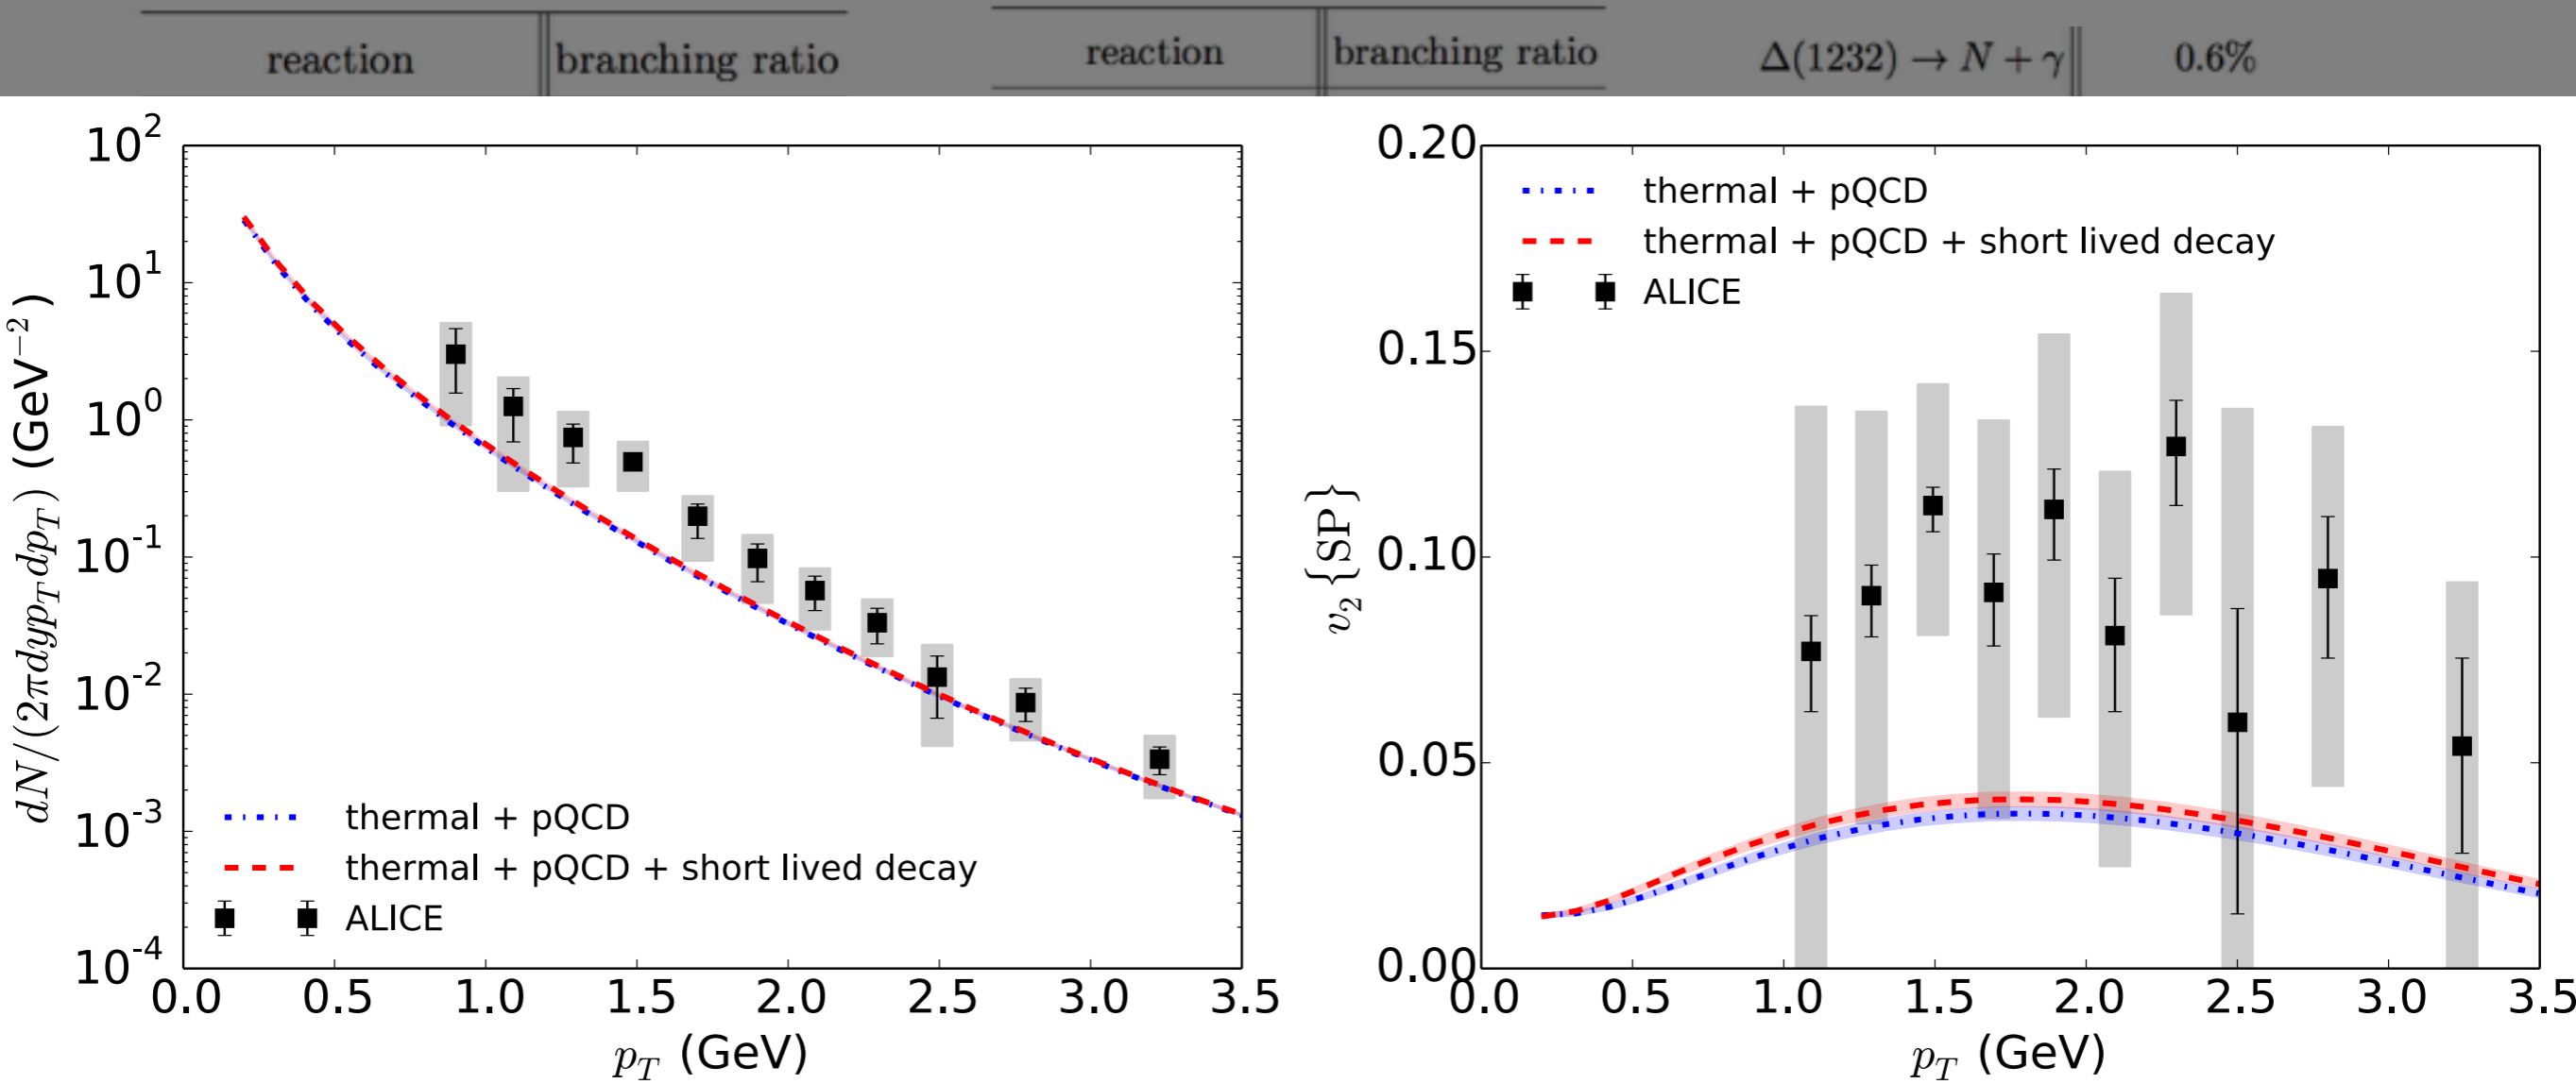 reaction branching ratio reaction branching ratio Δ(1232) → N + γ 0.6%
10^2
10^1
10^0
10^-1
10^-2
10^-3
10^-4
dN/(2πdyp_T dp_T) (GeV^-2)
thermal + pQCD
thermal + pQCD + short lived decay
ALICE
0.0 0.5 1.0 1.5 2.0 2.5 3.0 3.5
p_T (GeV)
0.20
0.15
0.10
0.05
0.00
v_2{SP}
thermal + pQCD
thermal + pQCD + short lived decay
ALICE
0.0 0.5 1.0 1.5 2.0 2.5 3.0 3.5
p_T (GeV)